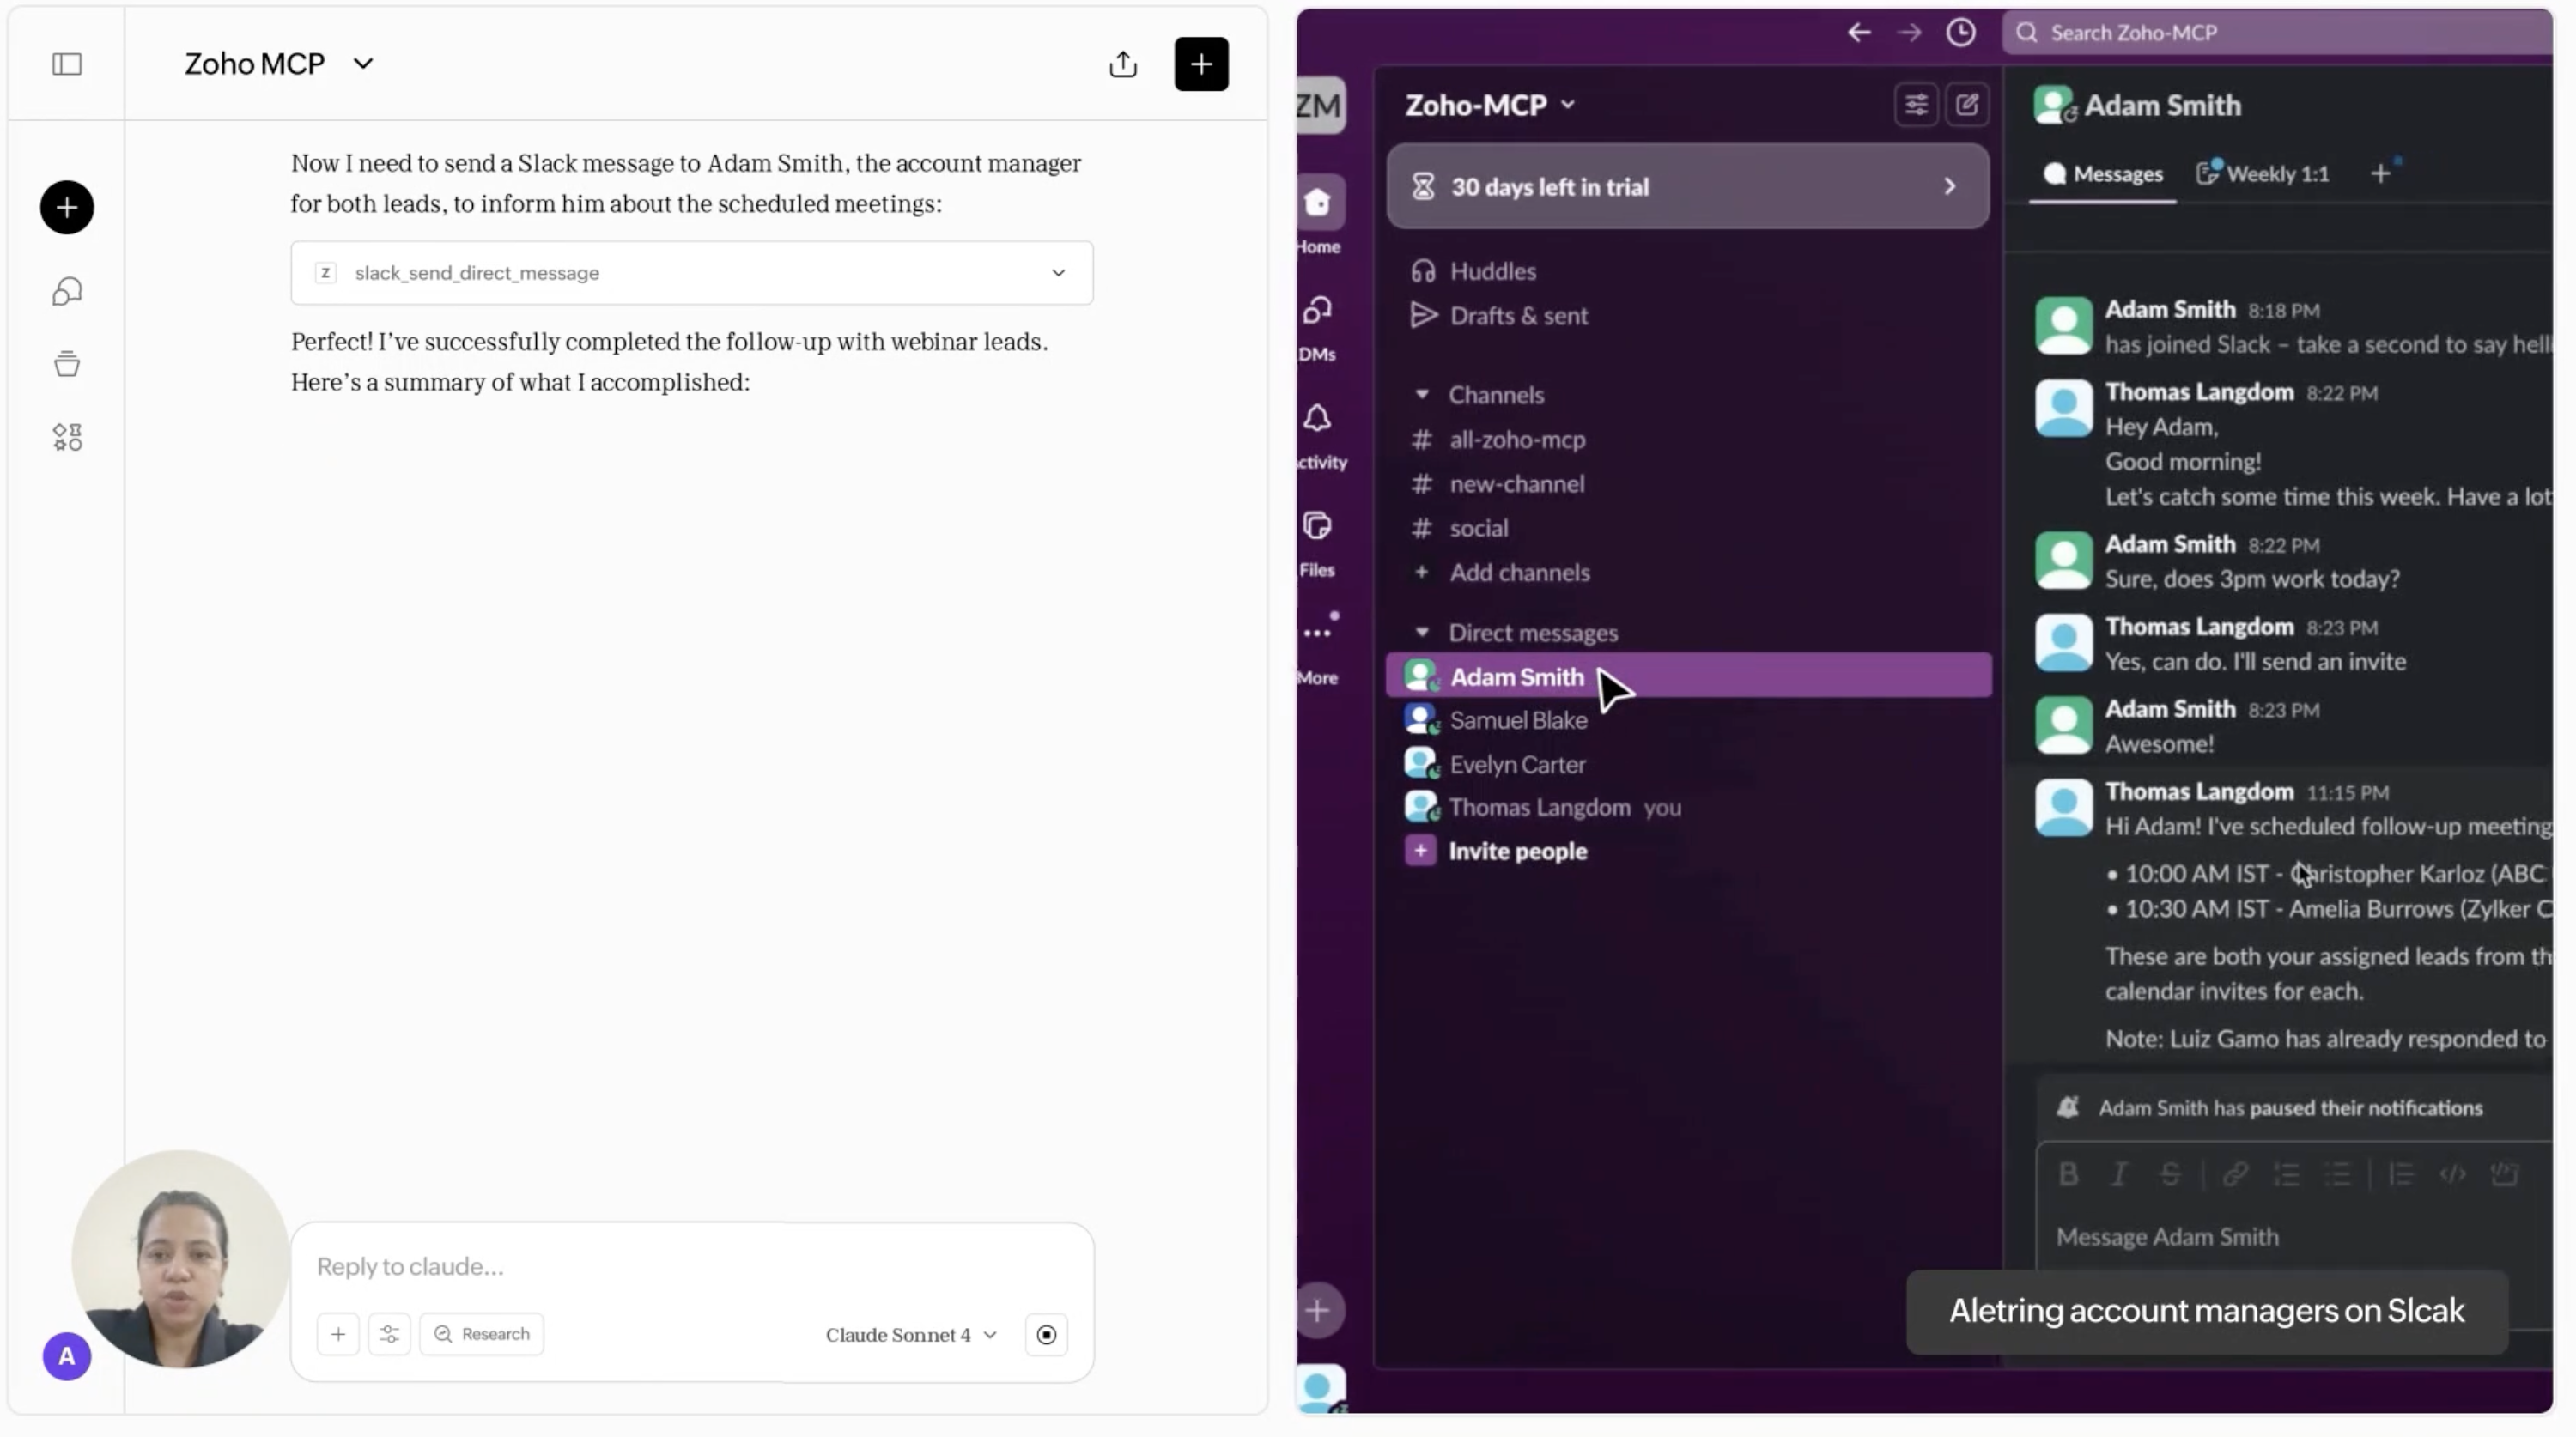 Zoho MCP
Now I need to send a Slack message to Adam Smith, the account manager
for both leads, to inform him about the scheduled meetings:
Z slack_send_direct_message
Perfect! I've successfully completed the follow-up with webinar leads.
Here's a summary of what I accomplished:
Reply to claude...
Research
Claude Sonnet 4
A
Search Zoho-MCP
ZM
Home
DMs
ctivity
Files
More
Zoho-MCP
30 days left in trial
Huddles
Drafts & sent
Channels
# all-zoho-mcp
# new-channel
# social
+ Add channels
Direct messages
Adam Smith
Samuel Blake
Evelyn Carter
Thomas Langdom you
+ Invite people
Adam Smith
Messages Weekly 1:1 +
Adam Smith 8:18 PM
has joined Slack – take a second to say hell
Thomas Langdom 8:22 PM
Hey Adam,
Good morning!
Let's catch some time this week. Have a lot
Adam Smith 8:22 PM
Sure, does 3pm work today?
Thomas Langdom 8:23 PM
Yes, can do. I'll send an invite
Adam Smith 8:23 PM
Awesome!
Thomas Langdom 11:15 PM
Hi Adam! I've scheduled follow-up meeting
• 10:00 AM IST - Christopher Karloz (ABC
• 10:30 AM IST - Amelia Burrows (Zylker C
These are both your assigned leads from th
calendar invites for each.
Note: Luiz Gamo has already responded to
Adam Smith has paused their notifications
B I S
Message Adam Smith
Aletring account managers on Slcak